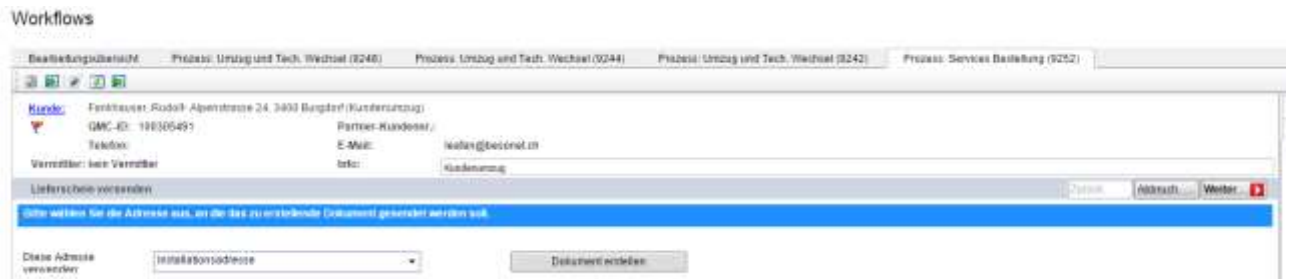 Workflows
Bearbeitungsübersicht Prozess: Umzug und Tech. Wechsel (9246) Prozess: Umzug und Tech. Wechsel (9244) Prozess: Umzug und Tech. Wechsel (9242) Prozess: Services Bestellung (9252)
Kunde: Fankhauser, Rudolf- Alpenstrasse 24, 3400 Burgdorf (Kundenumzug)
GMC-ID: 100305491 Partner-Kundennr.:
Telefon: E-Mail: @besonet.ch
Vermittler: kein Vermittler Info: Kundenumzug
Lieferschein versenden Zurück Abbruch... Weiter...
Bitte wählen Sie die Adresse aus, an die das zu erstellende Dokument gesendet werden soll.
Diese Adresse Installationsadresse Dokument erstellen
verwenden: